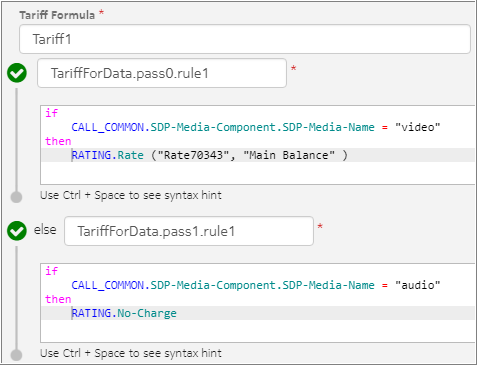 Tariff Formula *
Tariff1
TariffForData.pass0.rule1 *
if
CALL_COMMON.SDP-Media-Component.SDP-Media-Name = "video"
then
RATING.Rate ("Rate70343", "Main Balance" )
Use Ctrl + Space to see syntax hint
else TariffForData.pass1.rule1 *
if
CALL_COMMON.SDP-Media-Component.SDP-Media-Name = "audio"
then
RATING.No-Charge
Use Ctrl + Space to see syntax hint